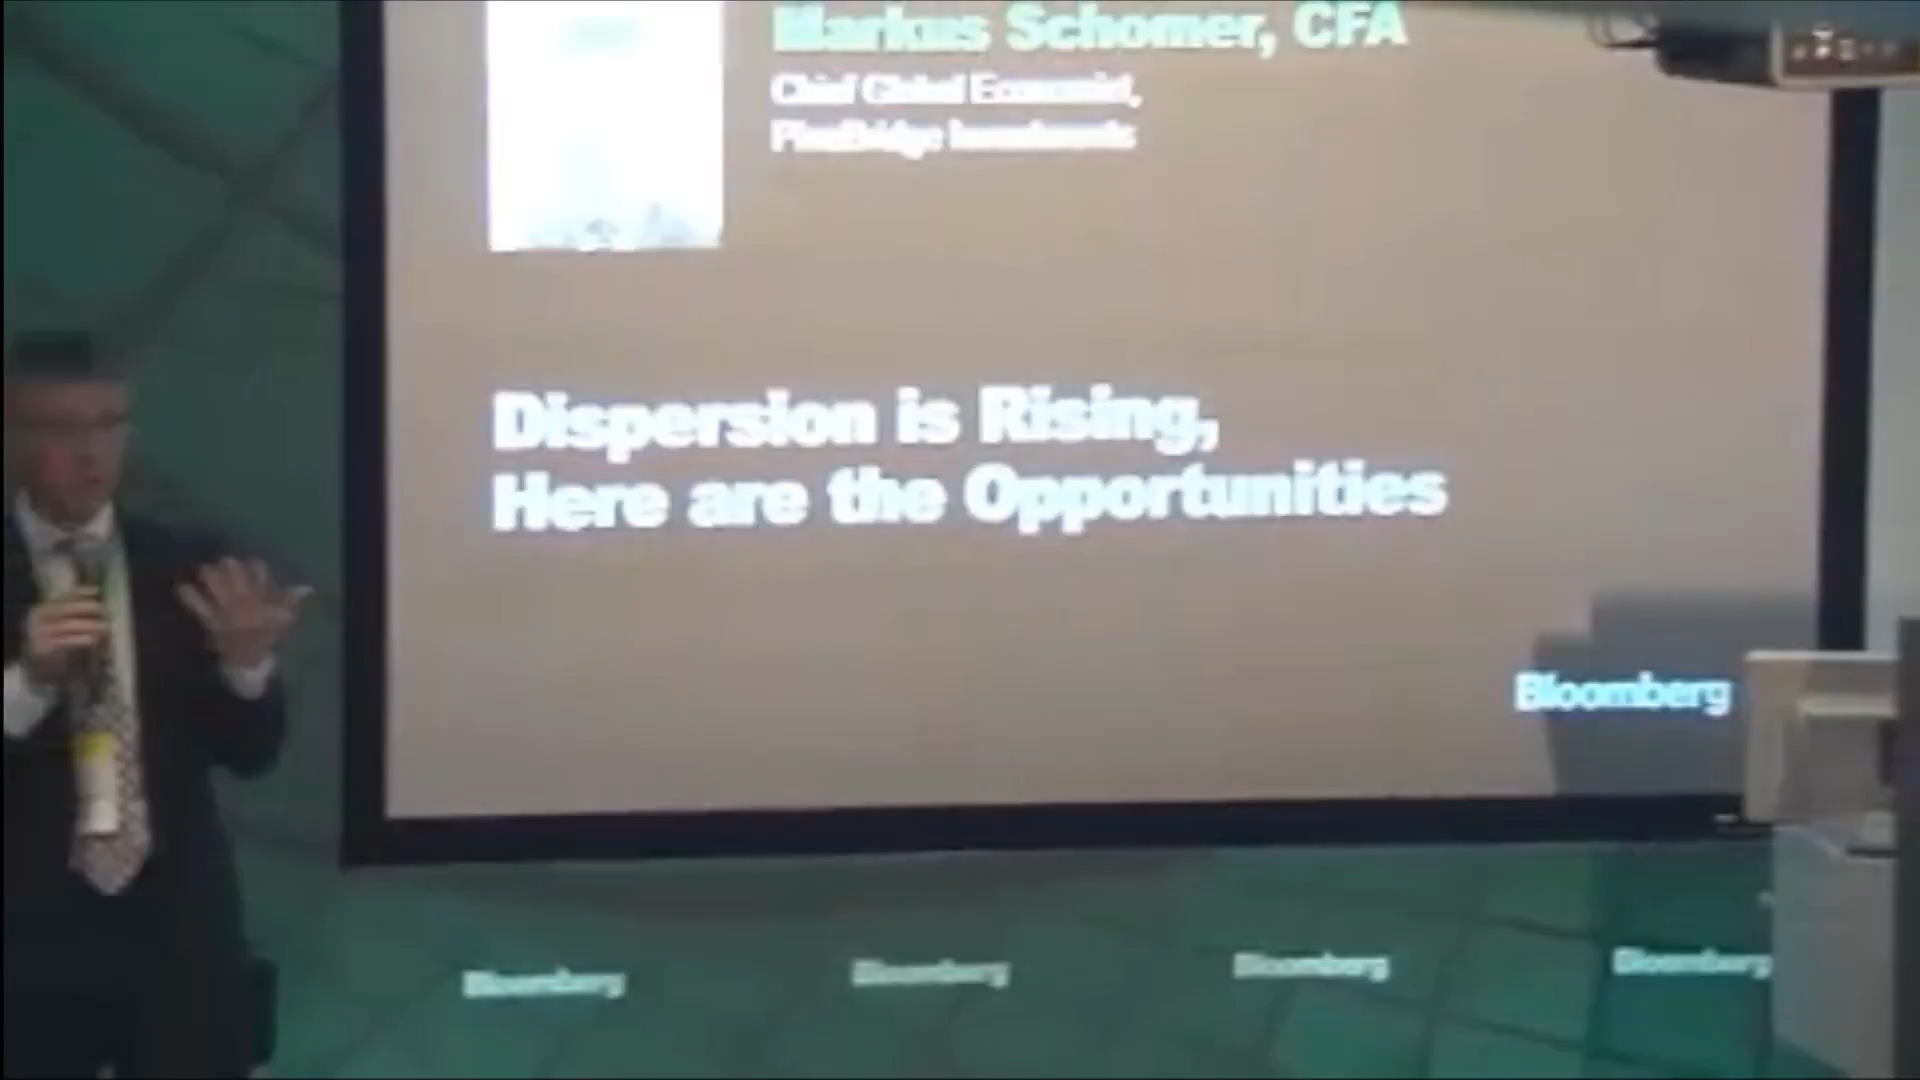 Markus Schomer, CFA
Chief Global Economist,
PineBridge Investments
Dispersion is Rising,
Here are the Opportunities
Bloomberg
Bloomberg
Bloomberg
Bloomberg
Bloomberg